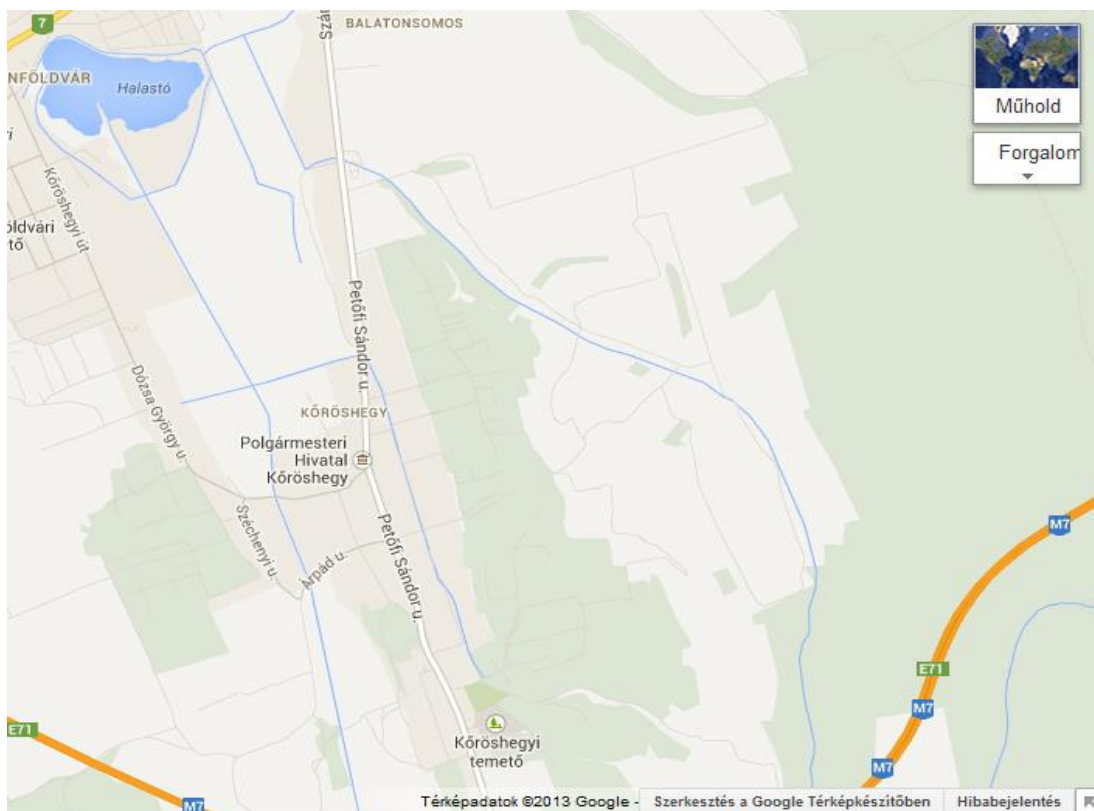 7
BALATONSOMOS
NFÖLDVÁR
Halastó
Műhold
Forgalom
Kőröshegyi út
öldvári
tő
Petőfi Sándor u.
Dózsa György u.
KŐRÖSHEGY
Polgármesteri
Hivatal
Kőröshegy
Széchenyi u.
Petőfi Sándor u.
Árpád u.
M7
E71
M7
E71
M7
M7
Kőröshegyi
temető
Térképadatok ©2013 Google -
Szerkesztés a Google Térképkészítőben
Hibabejelentés